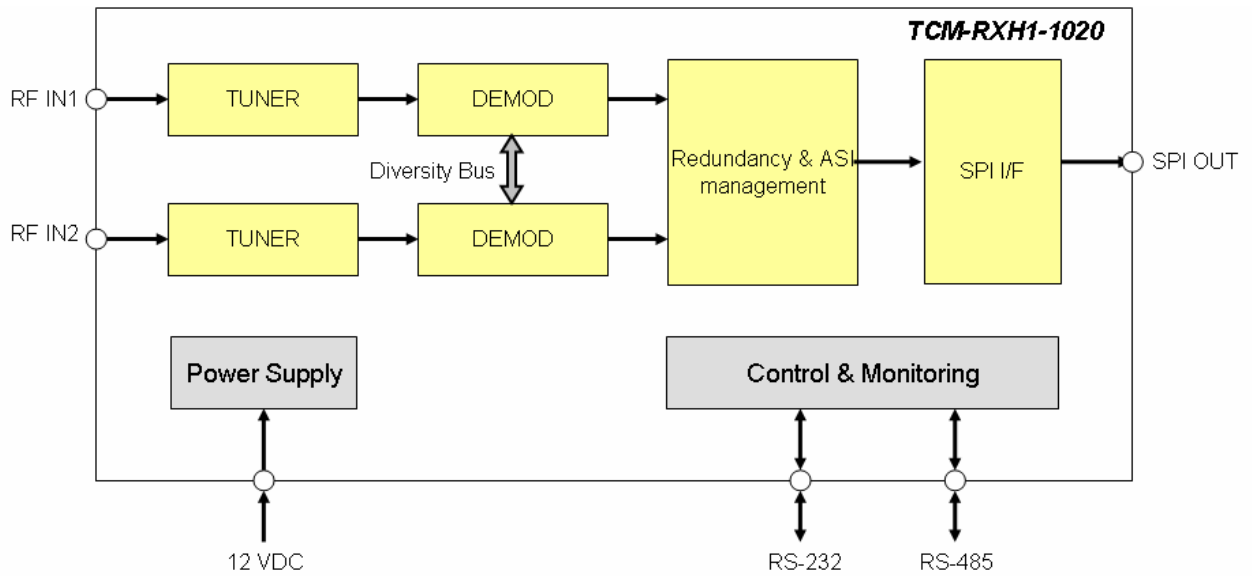 TCM-RXH1-1020
RF IN1
TUNER
DEMOD
Diversity Bus
Redundancy & ASI
management
SPI I/F
SPI OUT
RF IN2
TUNER
DEMOD
Power Supply
Control & Monitoring
12 VDC
RS-232
RS-485